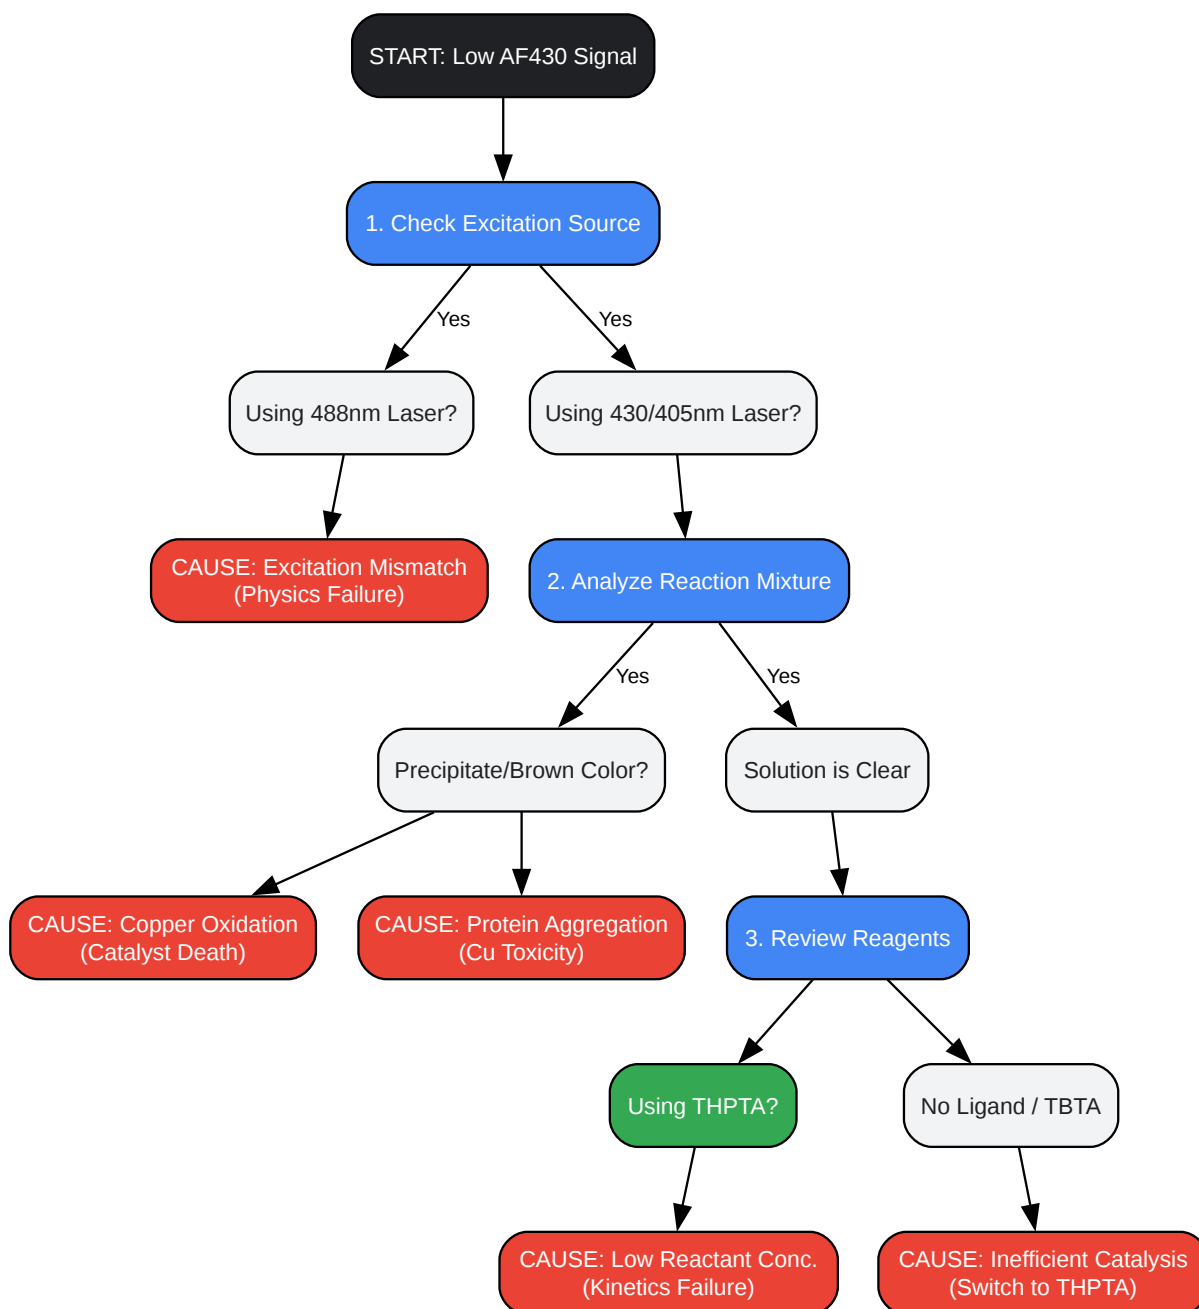 START: Low AF430 Signal
1. Check Excitation Source
Yes
Yes
Using 488nm Laser?
Using 430/405nm Laser?
CAUSE: Excitation Mismatch
(Physics Failure)
2. Analyze Reaction Mixture
Yes
Yes
Precipitate/Brown Color?
Solution is Clear
CAUSE: Copper Oxidation
(Catalyst Death)
CAUSE: Protein Aggregation
(Cu Toxicity)
3. Review Reagents
Using THPTA?
No Ligand / TBTA
CAUSE: Low Reactant Conc.
(Kinetics Failure)
CAUSE: Inefficient Catalysis
(Switch to THPTA)